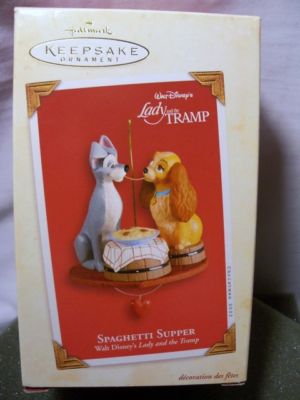 Hallmark
KEEPSAKE
ORNAMENT
Walt Disney's
Lady and the
TRAMP
SPAGHETTI SUPPER
Walt Disney's Lady and the Tramp
décoration des fêtes